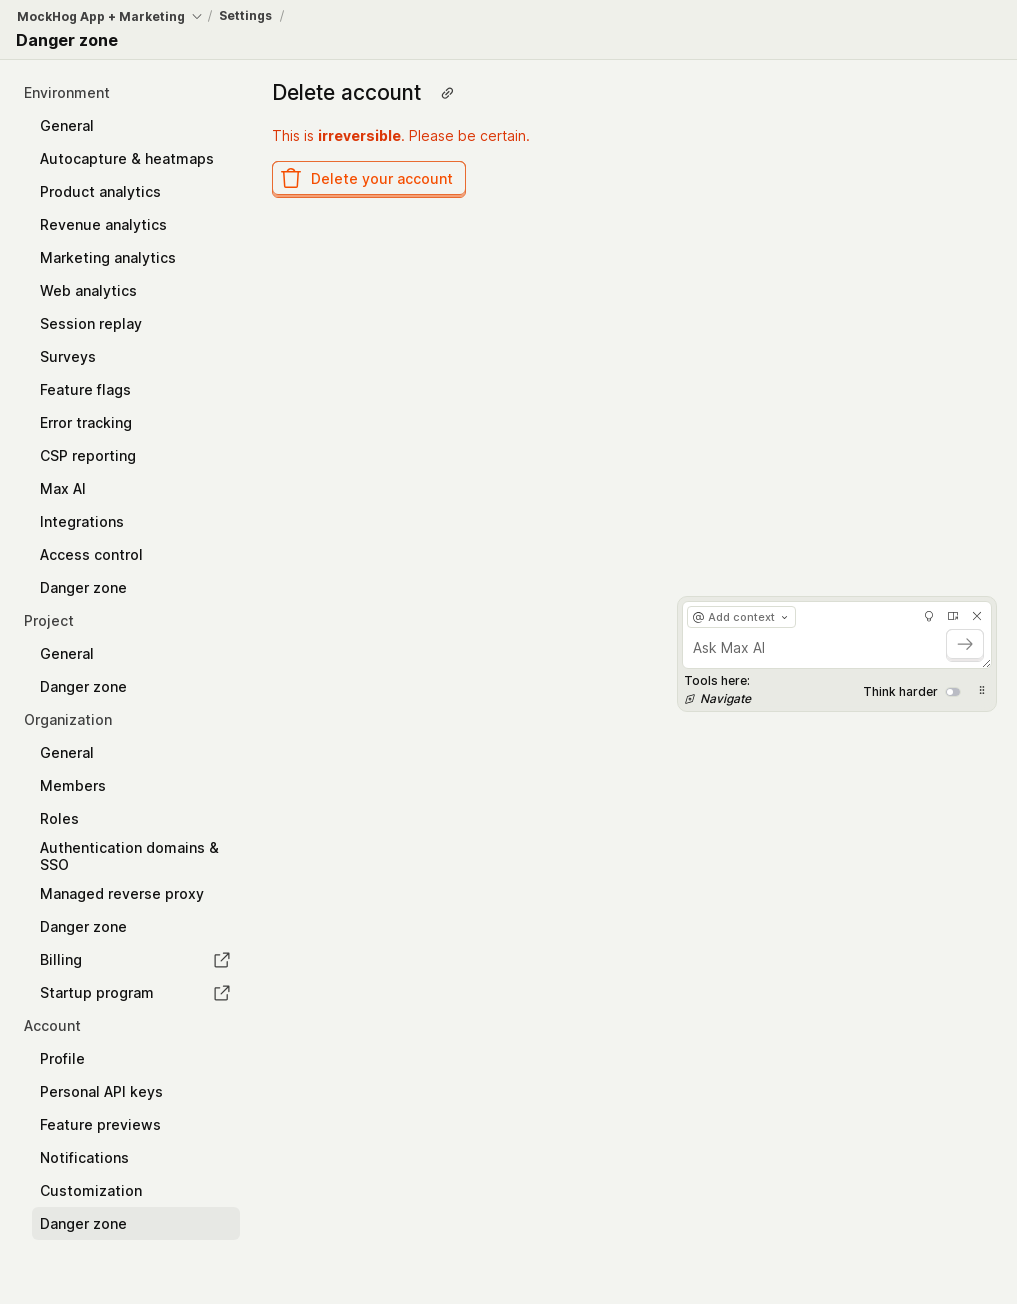 MockHog App + Marketing / Settings /
Danger zone
Environment
General
Autocapture & heatmaps
Product analytics
Revenue analytics
Marketing analytics
Web analytics
Session replay
Surveys
Feature flags
Error tracking
CSP reporting
Max AI
Integrations
Access control
Danger zone
Project
General
Danger zone
Organization
General
Members
Roles
Authentication domains &
SSO
Managed reverse proxy
Danger zone
Billing
Startup program
Account
Profile
Personal API keys
Feature previews
Notifications
Customization
Danger zone
Delete account
This is irreversible. Please be certain.
Delete your account
@ Add context
Ask Max AI
Tools here:
Navigate
Think harder